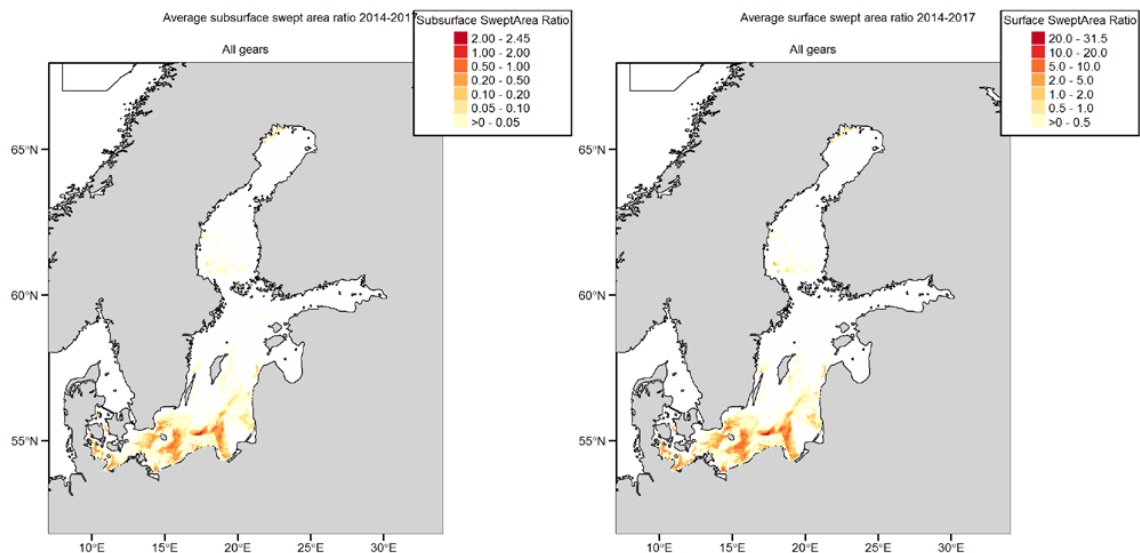 Average subsurface swept area ratio 2014-2017
Subsurface SweptArea Ratio
2.00 - 2.45
1.00 - 2.00
0.50 - 1.00
0.20 - 0.50
0.10 - 0.20
0.05 - 0.10
>0 - 0.05
All gears
65°N
60°N
55°N
10°E 15°E 20°E 25°E 30°E
Average surface swept area ratio 2014-2017
Surface SweptArea Ratio
20.0 - 31.5
10.0 - 20.0
5.0 - 10.0
2.0 - 5.0
1.0 - 2.0
0.5 - 1.0
>0 - 0.5
All gears
65°N
60°N
55°N
10°E 15°E 20°E 25°E 30°E